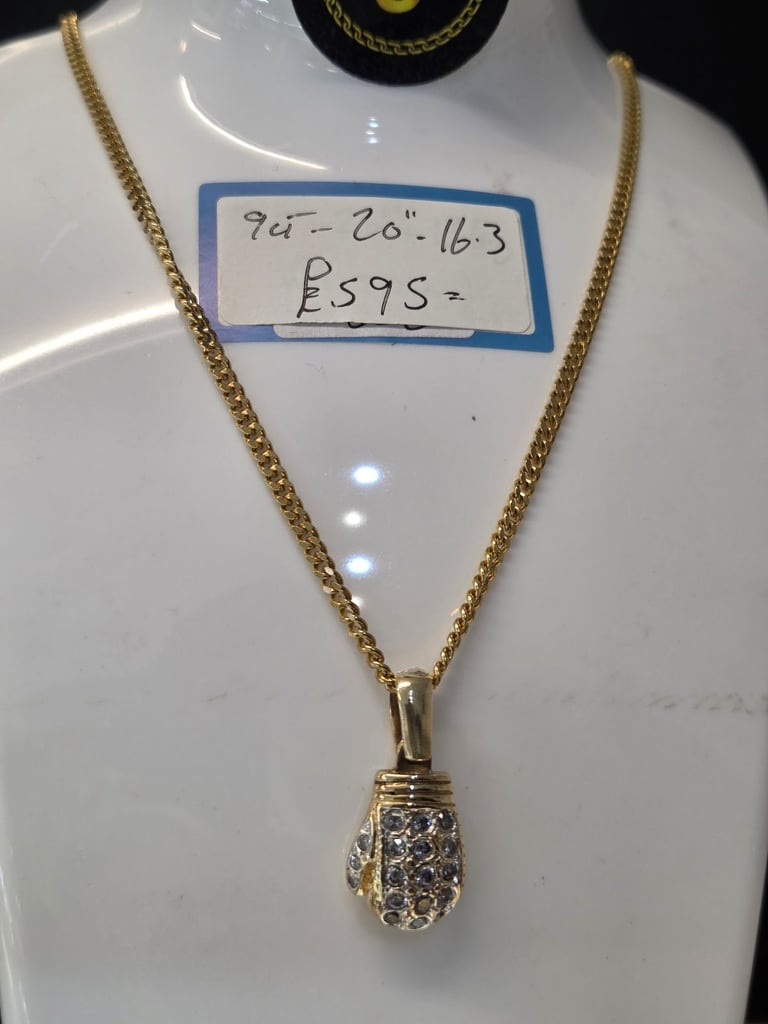 9ct - 20" - 16.3
£595=